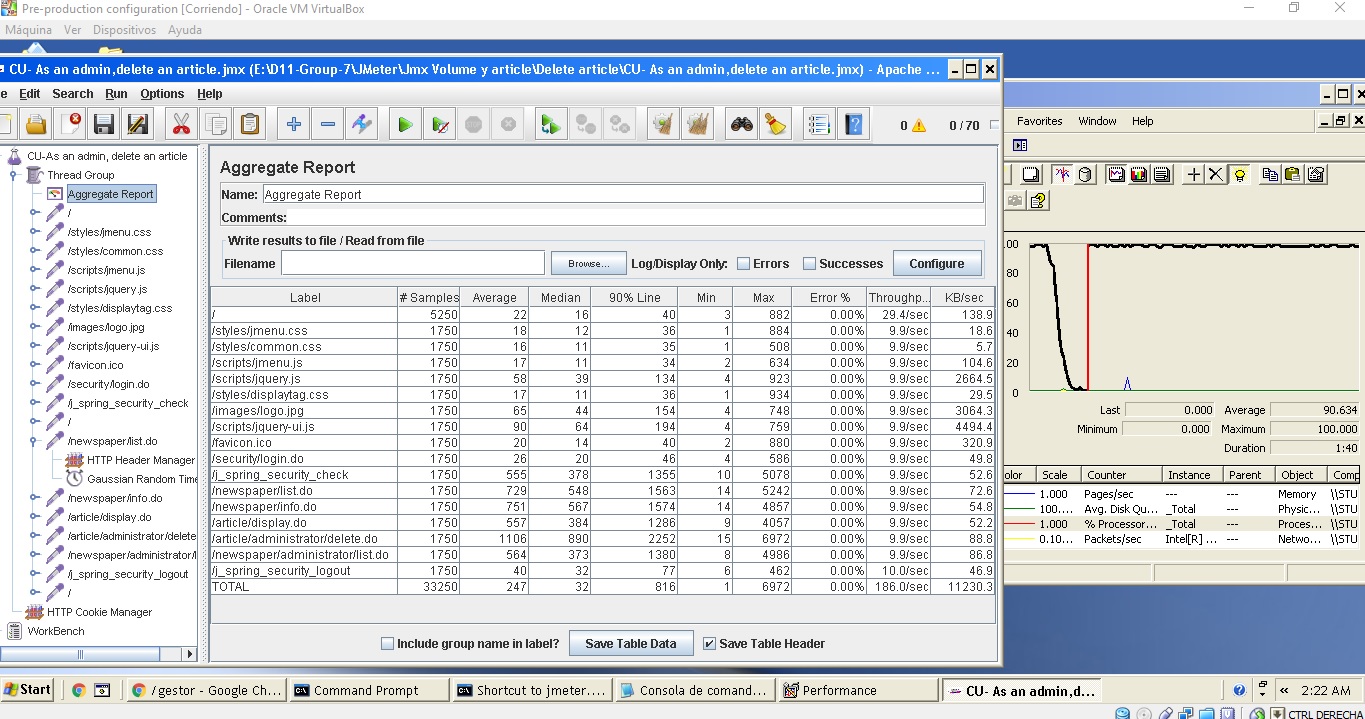 Pre-production configuration [Corriendo] - Oracle VM VirtualBox
Máquina Ver Dispositivos Ayuda
CU- As an admin,delete an article.jmx (E:\D11-Group-7\JMeter\Jmx Volume y article\Delete article\CU- As an admin,delete an article.jmx) - Apache ...
e Edit Search Run Options Help
0 0 / 70
CU-As an admin, delete an article
Thread Group
Aggregate Report
/
/styles/jmenu.css
/styles/common.css
/scripts/jmenu.js
/scripts/jquery.js
/styles/displaytag.css
/images/logo.jpg
/scripts/jquery-ui.js
/favicon.ico
/security/login.do
/j_spring_security_check
/
/newspaper/list.do
HTTP Header Manager
Gaussian Random Time
/newspaper/info.do
/article/display.do
/article/administrator/delete
/newspaper/administrator/l
/j_spring_security_logout
/
HTTP Cookie Manager
WorkBench
Aggregate Report
Name: Aggregate Report
Comments:
Write results to file / Read from file
Filename Browse... Log/Display Only: Errors Successes Configure
Label # Samples Average Median 90% Line Min Max Error % Throughp... KB/sec
/ 5250 22 16 40 3 882 0.00% 29.4/sec 138.9
/styles/jmenu.css 1750 18 12 36 1 884 0.00% 9.9/sec 18.6
/styles/common.css 1750 16 11 35 1 508 0.00% 9.9/sec 5.7
/scripts/jmenu.js 1750 17 11 34 2 634 0.00% 9.9/sec 104.6
/scripts/jquery.js 1750 58 39 134 4 923 0.00% 9.9/sec 2664.5
/styles/displaytag.css 1750 17 11 36 1 934 0.00% 9.9/sec 29.5
/images/logo.jpg 1750 65 44 154 4 748 0.00% 9.9/sec 3064.3
/scripts/jquery-ui.js 1750 90 64 194 4 759 0.00% 9.9/sec 4494.4
/favicon.ico 1750 20 14 40 2 880 0.00% 9.9/sec 320.9
/security/login.do 1750 26 20 46 4 586 0.00% 9.9/sec 49.8
/j_spring_security_check 1750 555 378 1355 10 5078 0.00% 9.9/sec 52.6
/newspaper/list.do 1750 729 548 1563 14 5242 0.00% 9.9/sec 72.6
/newspaper/info.do 1750 751 567 1574 14 4857 0.00% 9.9/sec 54.8
/article/display.do 1750 557 384 1286 9 4057 0.00% 9.9/sec 52.2
/article/administrator/delete.do 1750 1106 890 2252 15 6972 0.00% 9.9/sec 88.8
/newspaper/administrator/list.do 1750 564 373 1380 8 4986 0.00% 9.9/sec 86.8
/j_spring_security_logout 1750 40 32 77 6 462 0.00% 10.0/sec 46.9
TOTAL 33250 247 32 816 1 6972 0.00% 186.0/sec 11230.3
Include group name in label? Save Table Data Save Table Header
Favorites Window Help
00
80
60
40
20
0
Last 0.000 Average 90.634
Minimum 0.000 Maximum 100.000
Duration 1:40
olor Scale Counter Instance Parent Object Comp
1.000 Pages/sec --- --- Memory \\STU
100.... Avg. Disk Qu... _Total --- Physic... \\STU
1.000 % Processor... _Total --- Proces... \\STU
0.10... Packets/sec Intel[R] ... --- Netwo... \\STU
Start / gestor - Google Ch... Command Prompt Shortcut to jmeter.... Consola de comand... Performance CU- As an admin,d... « 2:22 AM
CTRL DERECHA